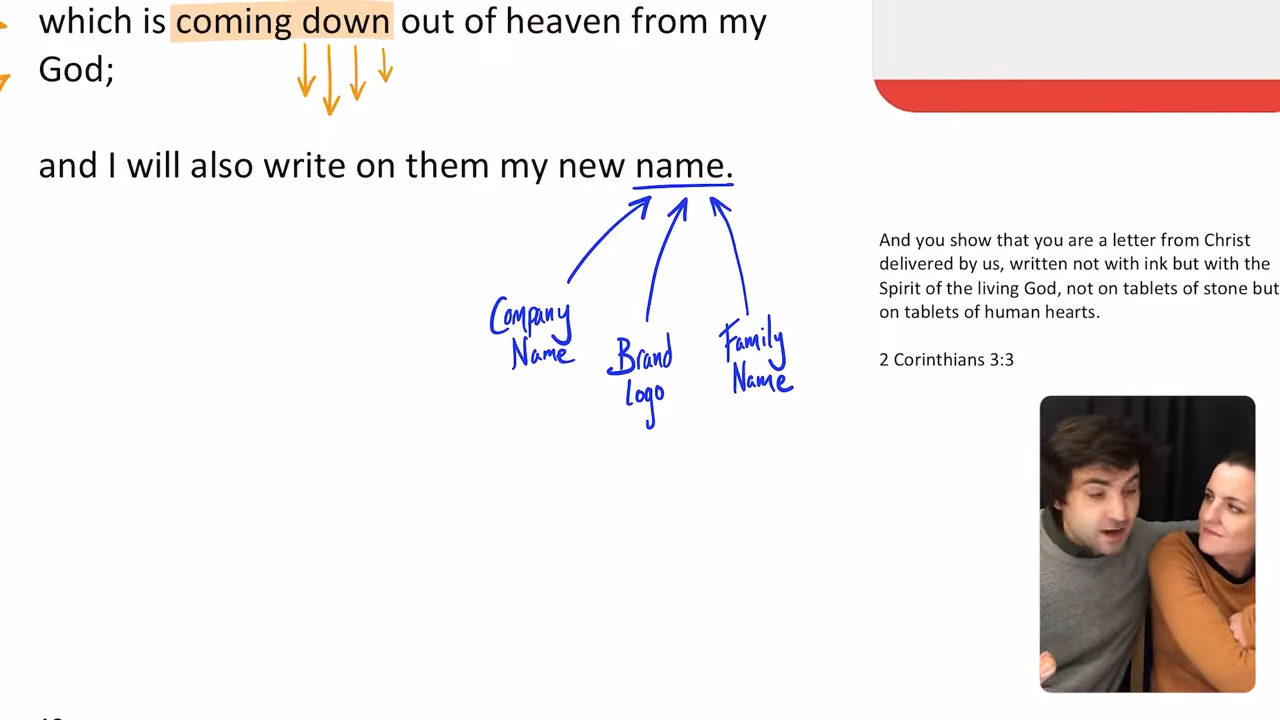 which is coming down out of heaven from my
God;
and I will also write on them my new name.
Company
Name
Brand
logo
Family
Name
And you show that you are a letter from Christ
delivered by us, written not with ink but with the
Spirit of the living God, not on tablets of stone but
on tablets of human hearts.
2 Corinthians 3:3